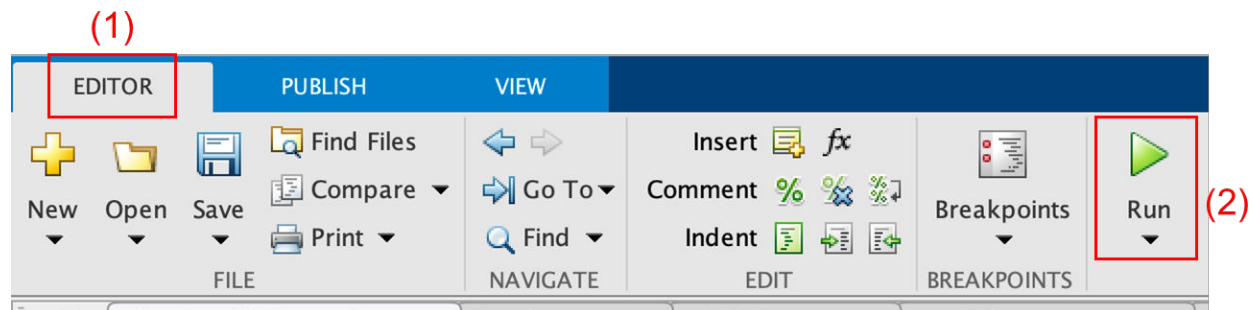 (1)
EDITOR PUBLISH VIEW
Find Files Insert fx
Compare Go To Comment % % %
New Open Save Breakpoints Run (2)
Print Find Indent
FILE NAVIGATE EDIT BREAKPOINTS